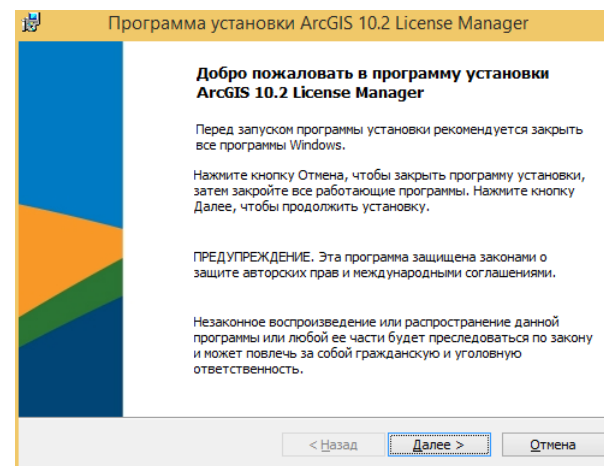 Программа установки ArcGIS 10.2 License Manager
Добро пожаловать в программу установки
ArcGIS 10.2 License Manager
Перед запуском программы установки рекомендуется закрыть
все программы Windows.
Нажмите кнопку Отмена, чтобы закрыть программу установки,
затем закройте все работающие программы. Нажмите кнопку
Далее, чтобы продолжить установку.
ПРЕДУПРЕЖДЕНИЕ. Эта программа защищена законами о
защите авторских прав и международными соглашениями.
Незаконное воспроизведение или распространение данной
программы или любой ее части будет преследоваться по закону
и может повлечь за собой гражданскую и уголовную
ответственность.
< Назад Далее > Отмена